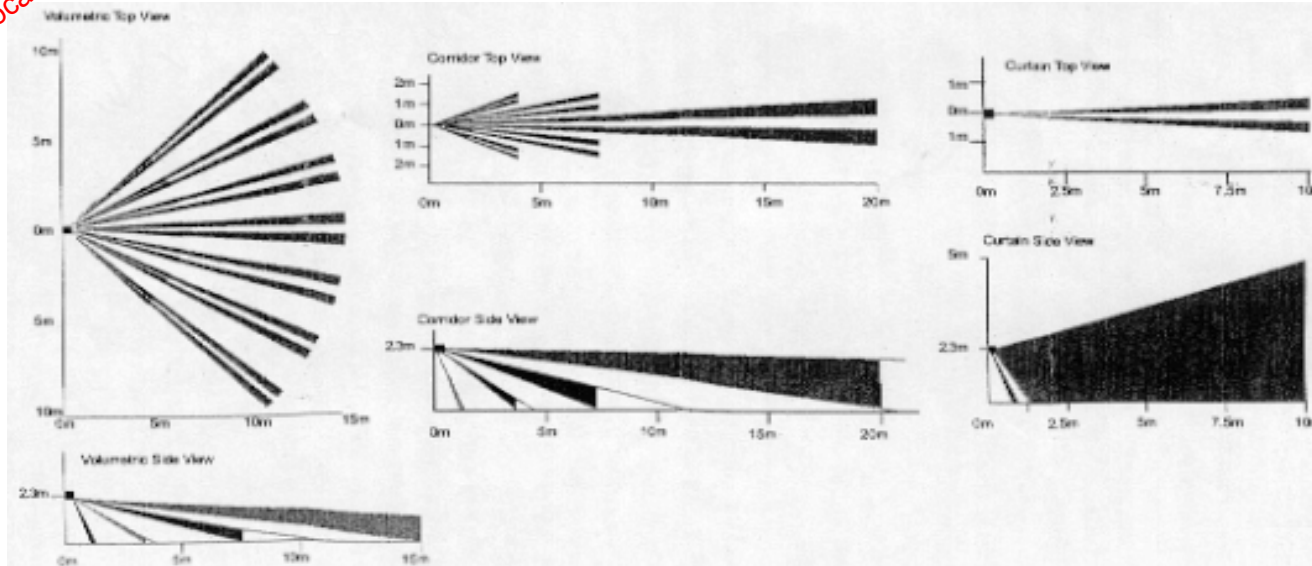 Volumetric Top View
10m
5m
0m
5m
10m
0m 5m 10m 15m
Corridor Top View
2m
1m
0m
1m
2m
0m 5m 10m 15m 20m
Curtain Top View
1m
0m
1m
0m 2.5m 5m 7.5m
Corridor Side View
2.3m
0m 5m 10m 15m 20m
Curtain Side View
5m
2.3m
0m 2.5m 5m 7.5m
Volumetric Side View
2.3m
0m 5m 10m 15m